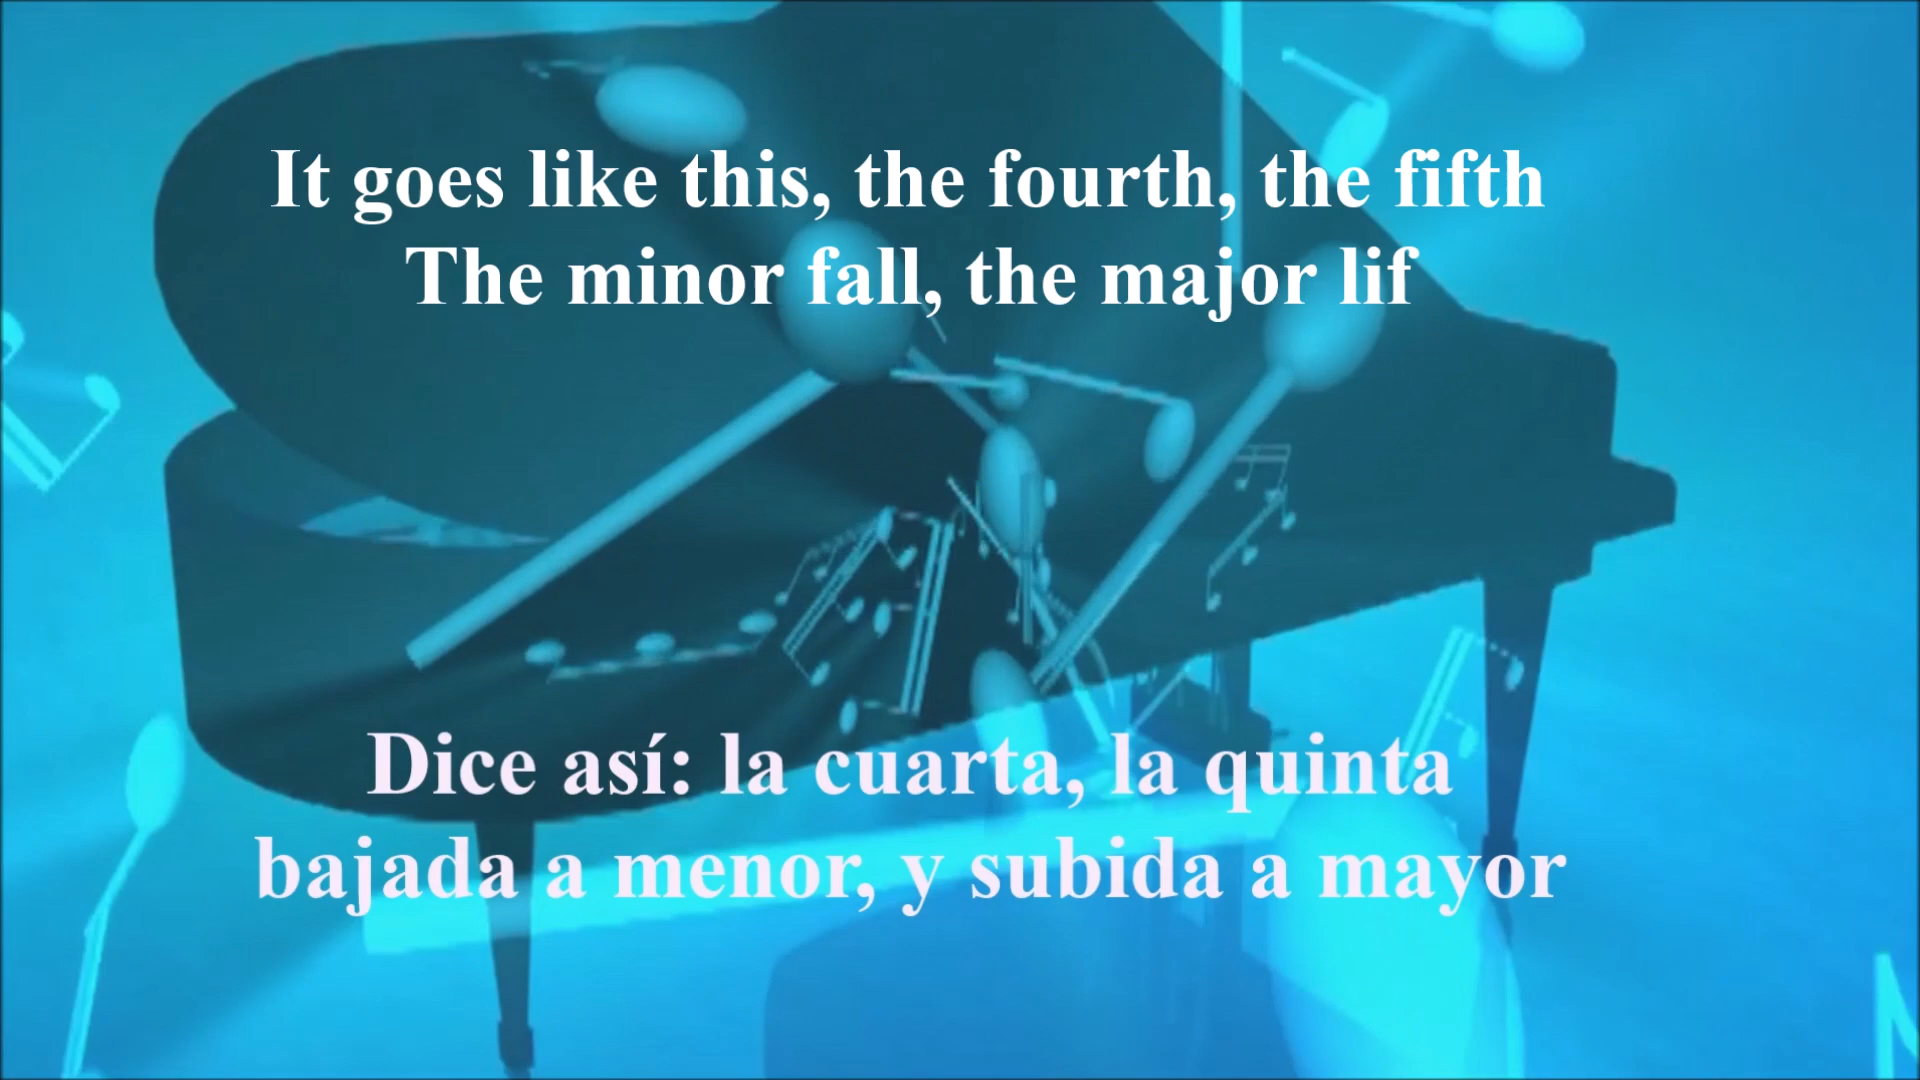 It goes like this, the fourth, the fifth
The minor fall, the major lif
Dice así: la cuarta, la quinta
bajada a menor, y subida a mayor